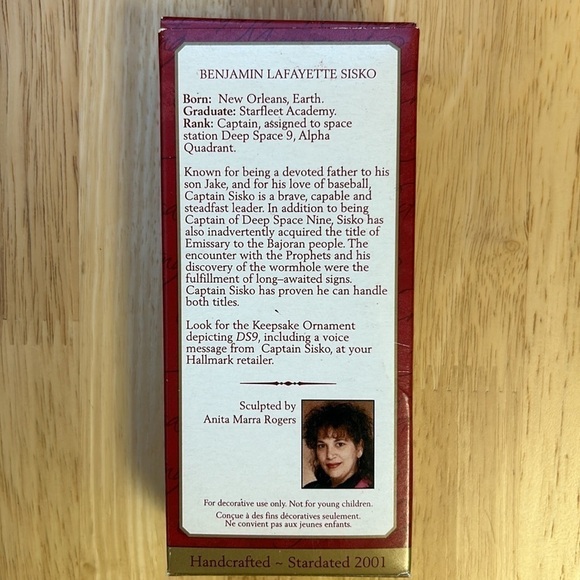 BENJAMIN LAFAYETTE SISKO
Born: New Orleans, Earth.
Graduate: Starfleet Academy.
Rank: Captain, assigned to space
station Deep Space 9, Alpha
Quadrant.
Known for being a devoted father to his
son Jake, and for his love of baseball,
Captain Sisko is a brave, capable and
steadfast leader. In addition to being
Captain of Deep Space Nine, Sisko has
also inadvertently acquired the title of
Emissary to the Bajoran people. The
encounter with the Prophets and his
discovery of the wormhole were the
fulfillment of long–awaited signs.
Captain Sisko has proven he can handle
both titles.
Look for the Keepsake Ornament
depicting DS9, including a voice
message from Captain Sisko, at your
Hallmark retailer.
Sculpted by
Anita Marra Rogers
For decorative use only. Not for young children.
Conçue à des fins décoratives seulement.
Ne convient pas aux jeunes enfants.
Handcrafted ~ Stardated 2001